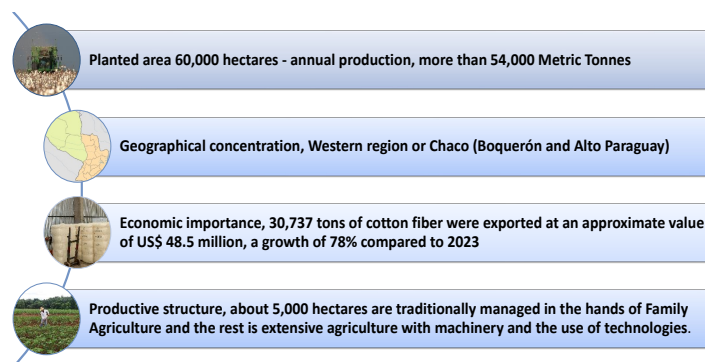 Planted area 60,000 hectares - annual production, more than 54,000 Metric Tonnes
Geographical concentration, Western region or Chaco (Boquerón and Alto Paraguay)
Economic importance, 30,737 tons of cotton fiber were exported at an approximate value
of US$ 48.5 million, a growth of 78% compared to 2023
Productive structure, about 5,000 hectares are traditionally managed in the hands of Family
Agriculture and the rest is extensive agriculture with machinery and the use of technologies.